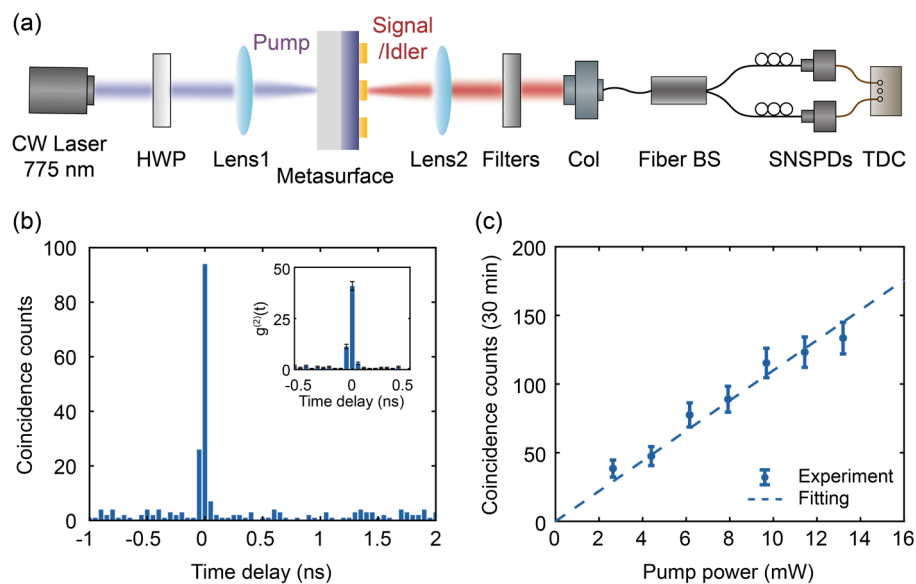 (a)
Pump
Signal
/Idler
CW Laser
775 nm
HWP
Lens1
Metasurface
Lens2
Filters
Col
Fiber BS
SNSPDs
TDC
(b)
Coincidence counts
100
80
60
40
20
0
-1
-0.5
0
0.5
1
1.5
2
Time delay (ns)
g⁽²⁾(t)
50
25
0
-0.5
0
0.5
Time delay (ns)
(c)
Coincidence counts (30 min)
200
150
100
50
0
0
2
4
6
8
10
12
14
16
Pump power (mW)
Experiment
Fitting